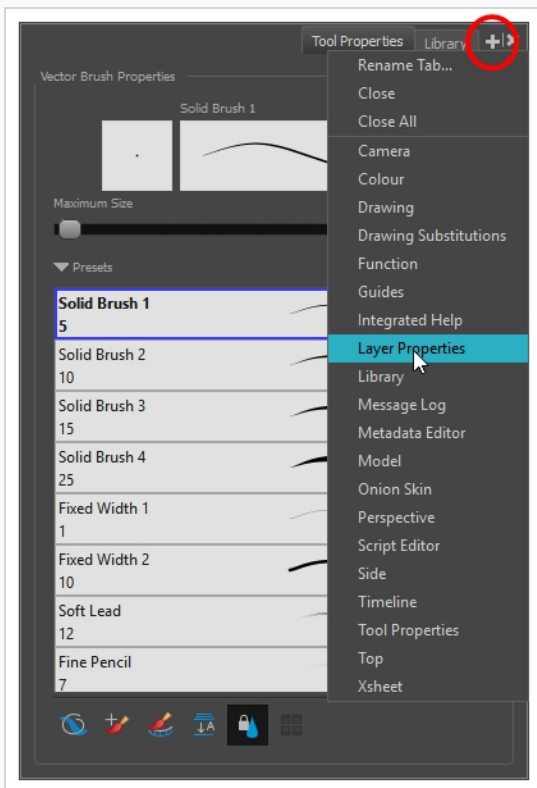 Tool Properties
Library
Vector Brush Properties
Solid Brush 1
Maximum Size
Presets
Solid Brush 1
5
Solid Brush 2
10
Solid Brush 3
15
Solid Brush 4
25
Fixed Width 1
1
Fixed Width 2
10
Soft Lead
12
Fine Pencil
7
Rename Tab...
Close
Close All
Camera
Colour
Drawing
Drawing Substitutions
Function
Guides
Integrated Help
Layer Properties
Library
Message Log
Metadata Editor
Model
Onion Skin
Perspective
Script Editor
Side
Timeline
Tool Properties
Top
Xsheet